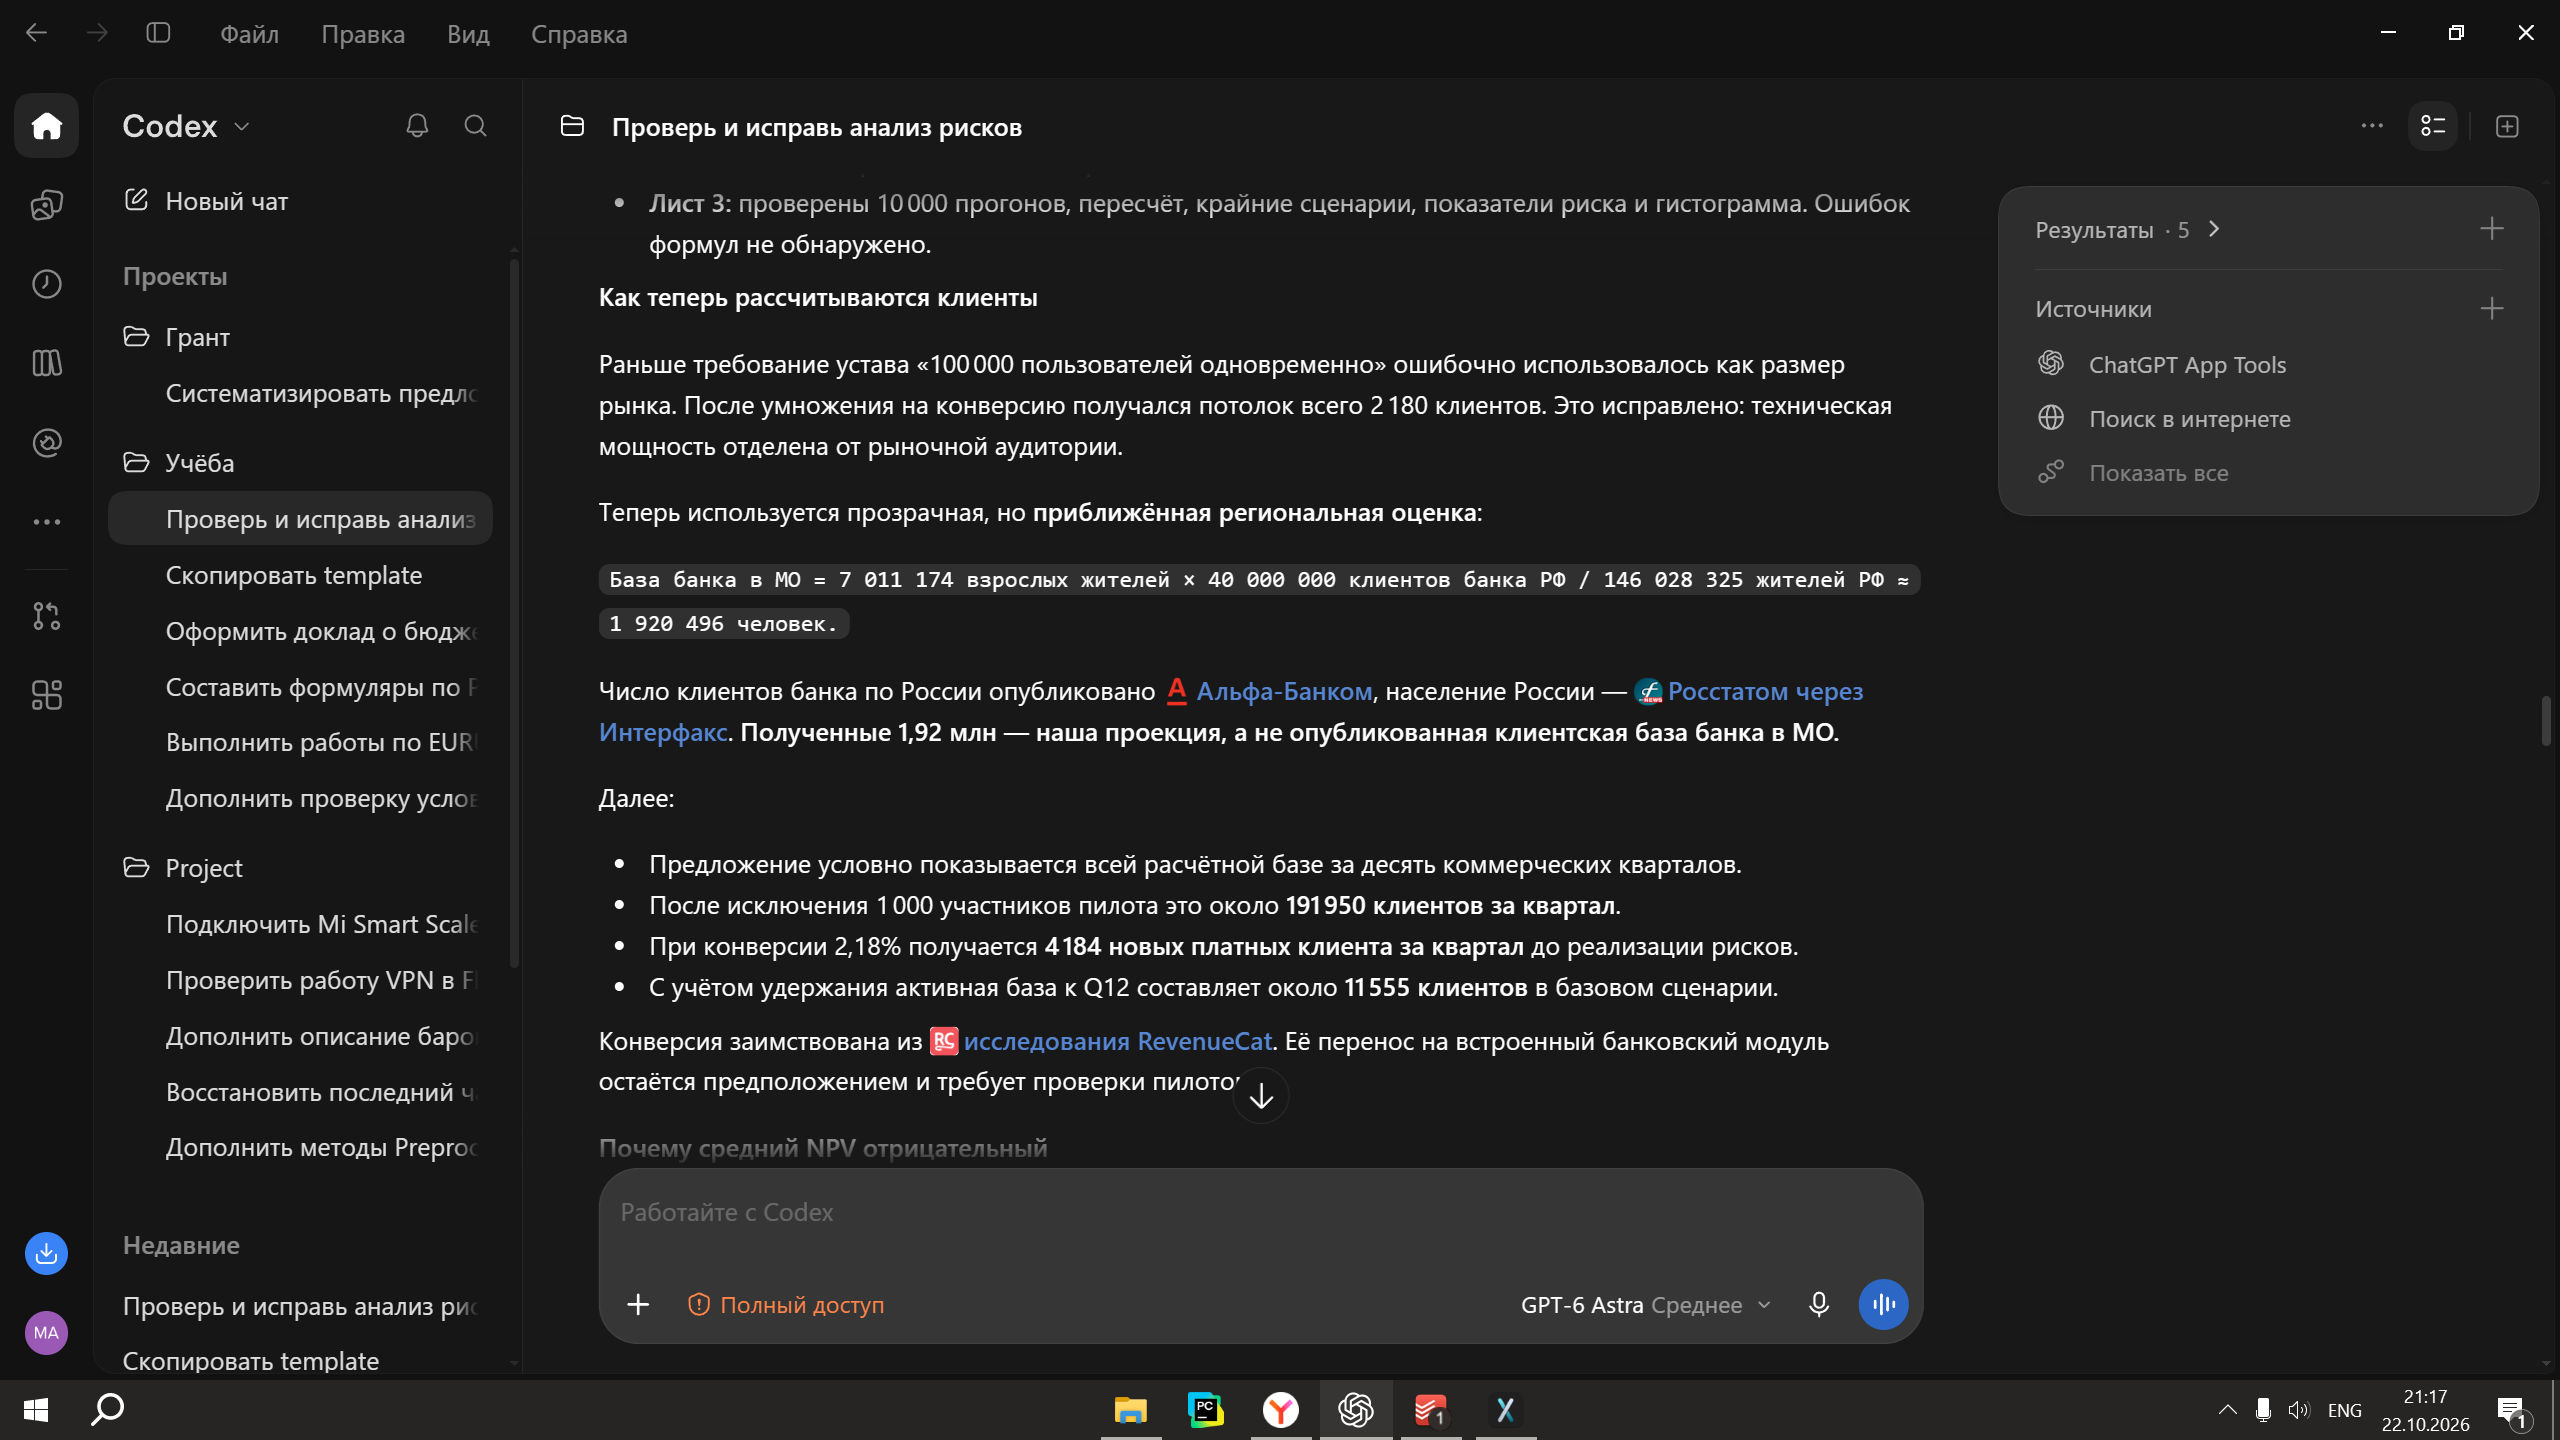 Файл Правка Вид Справка
Codex
Новый чат
Проекты
Грант
Систематизировать предлс
Учёба
Проверь и исправь анализ
Скопировать template
Оформить доклад о бюдже
Составить формуляры по
Выполнить работы по EUR
Дополнить проверку услов
Project
Подключить Mi Smart Scale
Проверить работу VPN в
Дополнить описание баро
Восстановить последний ч
Дополнить методы Preproc
Недавние
Проверь и исправь анализ рис
Скопировать template
MA
Проверь и исправь анализ рисков
• Лист 3: проверены 10 000 прогонов, пересчёт, крайние сценарии, показатели риска и гистограмма. Ошибок
формул не обнаружено.
Как теперь рассчитываются клиенты
Раньше требование устава «100 000 пользователей одновременно» ошибочно использовалось как размер
рынка. После умножения на конверсию получался потолок всего 2 180 клиентов. Это исправлено: техническая
мощность отделена от рыночной аудитории.
Теперь используется прозрачная, но приближённая региональная оценка:
База банка в МО = 7 011 174 взрослых жителей × 40 000 000 клиентов банка РФ / 146 028 325 жителей РФ ≈
1 920 496 человек.
Число клиентов банка по России опубликовано Альфа-Банком, население России — Росстатом через
Интерфакс. Полученные 1,92 млн — наша проекция, а не опубликованная клиентская база банка в МО.
Далее:
• Предложение условно показывается всей расчётной базе за десять коммерческих кварталов.
• После исключения 1 000 участников пилота это около 191 950 клиентов за квартал.
• При конверсии 2,18% получается 4 184 новых платных клиента за квартал до реализации рисков.
• С учётом удержания активная база к Q12 составляет около 11 555 клиентов в базовом сценарии.
Конверсия заимствована из RC исследования RevenueCat. Её перенос на встроенный банковский модуль
остаётся предположением и требует проверки пилото
Почему средний NPV отрицательный
Работайте с Codex
Полный доступ
GPT-6 Astra Среднее
Результаты · 5
Источники
ChatGPT App Tools
Поиск в интернете
Показать все
PC
1
ENG
21:17
22.10.2026
1